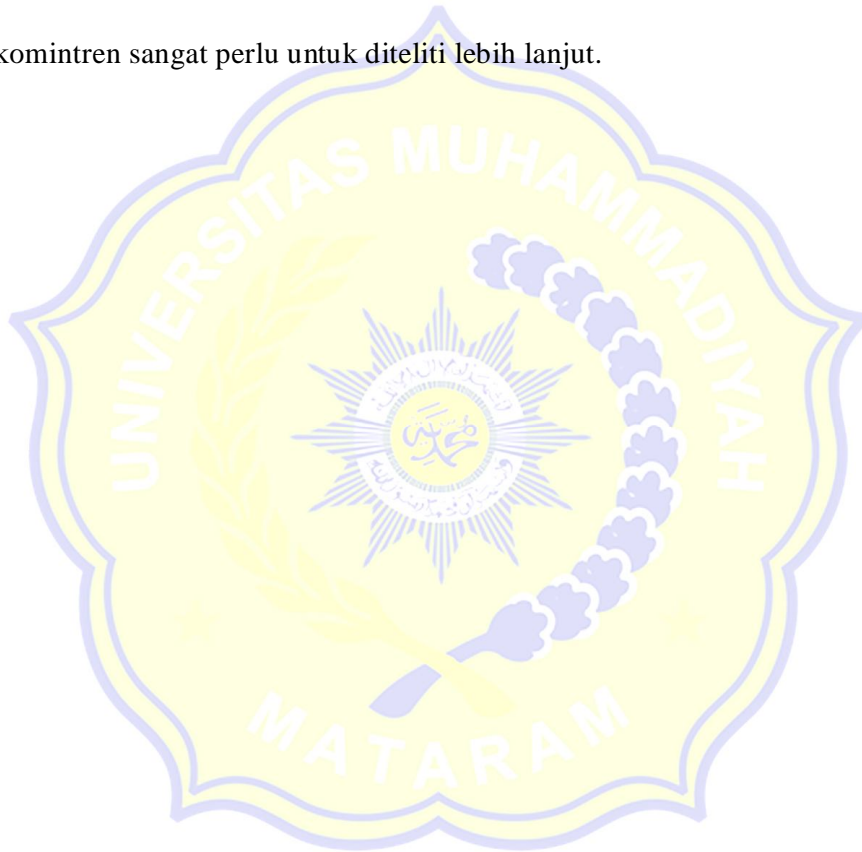 komintren sangat perlu untuk diteliti lebih lanjut.
UNIVERSITAS MUHAMMADIYAH
MATARAM